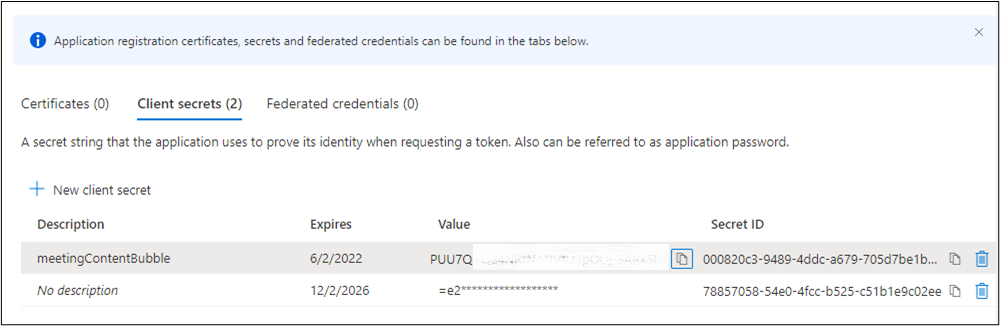 Application registration certificates, secrets and federated credentials can be found in the tabs below.
Certificates (0) Client secrets (2) Federated credentials (0)
A secret string that the application uses to prove its identity when requesting a token. Also can be referred to as application password.
New client secret
Description Expires Value Secret ID
meetingContentBubble 6/2/2022 PUU7Q 000820c3-9489-4ddc-a679-705d7be1b...
No description 12/2/2026 =e2****************** 78857058-54e0-4fcc-b525-c51b1e9c02ee